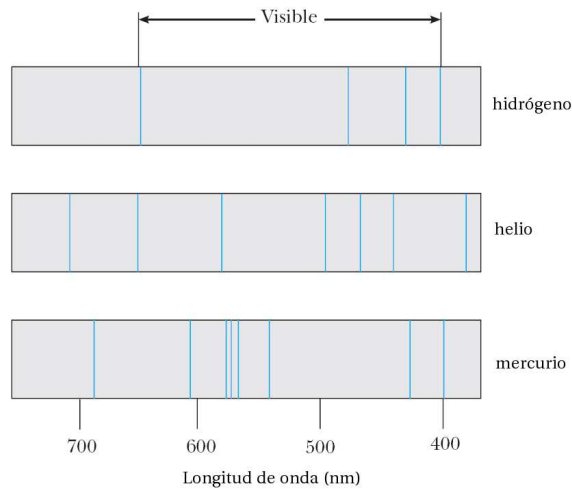 Visible
hidrógeno
helio
mercurio
700 600 500 400
Longitud de onda (nm)